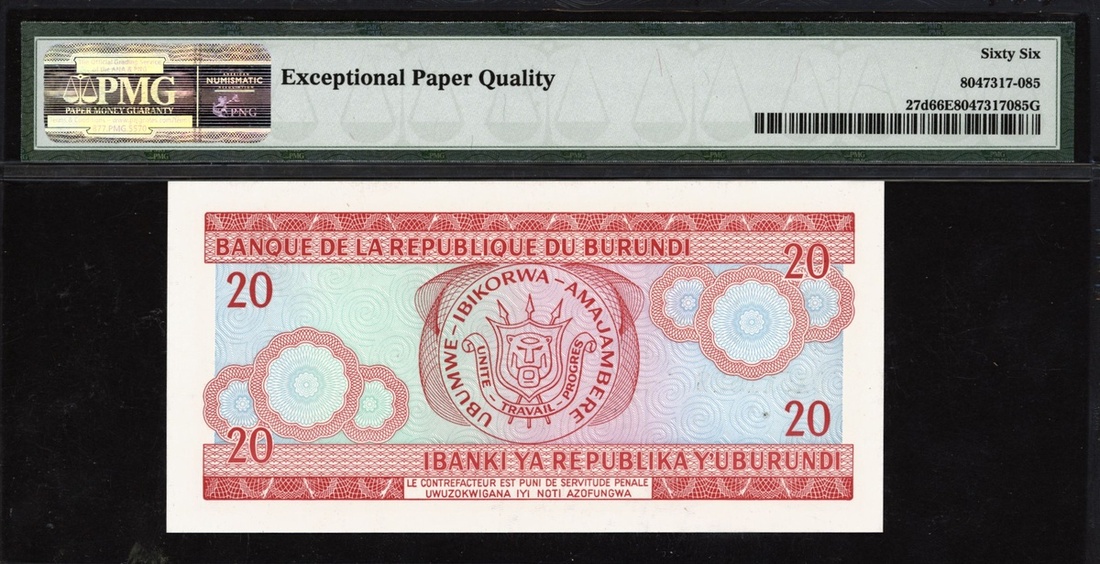 PMG
PAPER MONEY GUARANTY
AMERICAN
NUMISMATIC
ASSOCIATION
PNG
Exceptional Paper Quality
Sixty Six
8047317-085
27d66E8047317085G
BANQUE DE LA REPUBLIQUE DU BURUNDI
20
20
UBUMWE-IBIKORWA-AMAJAMBERE
UNITE-TRAVAIL-PROGRES
20
20
IBANKI YA REPUBLIKA Y'UBURUNDI
LE CONTREFACTEUR EST PUNI DE SERVITUDE PENALE
UWUZOKWIGANA IYI NOTI AZOFUNGWA